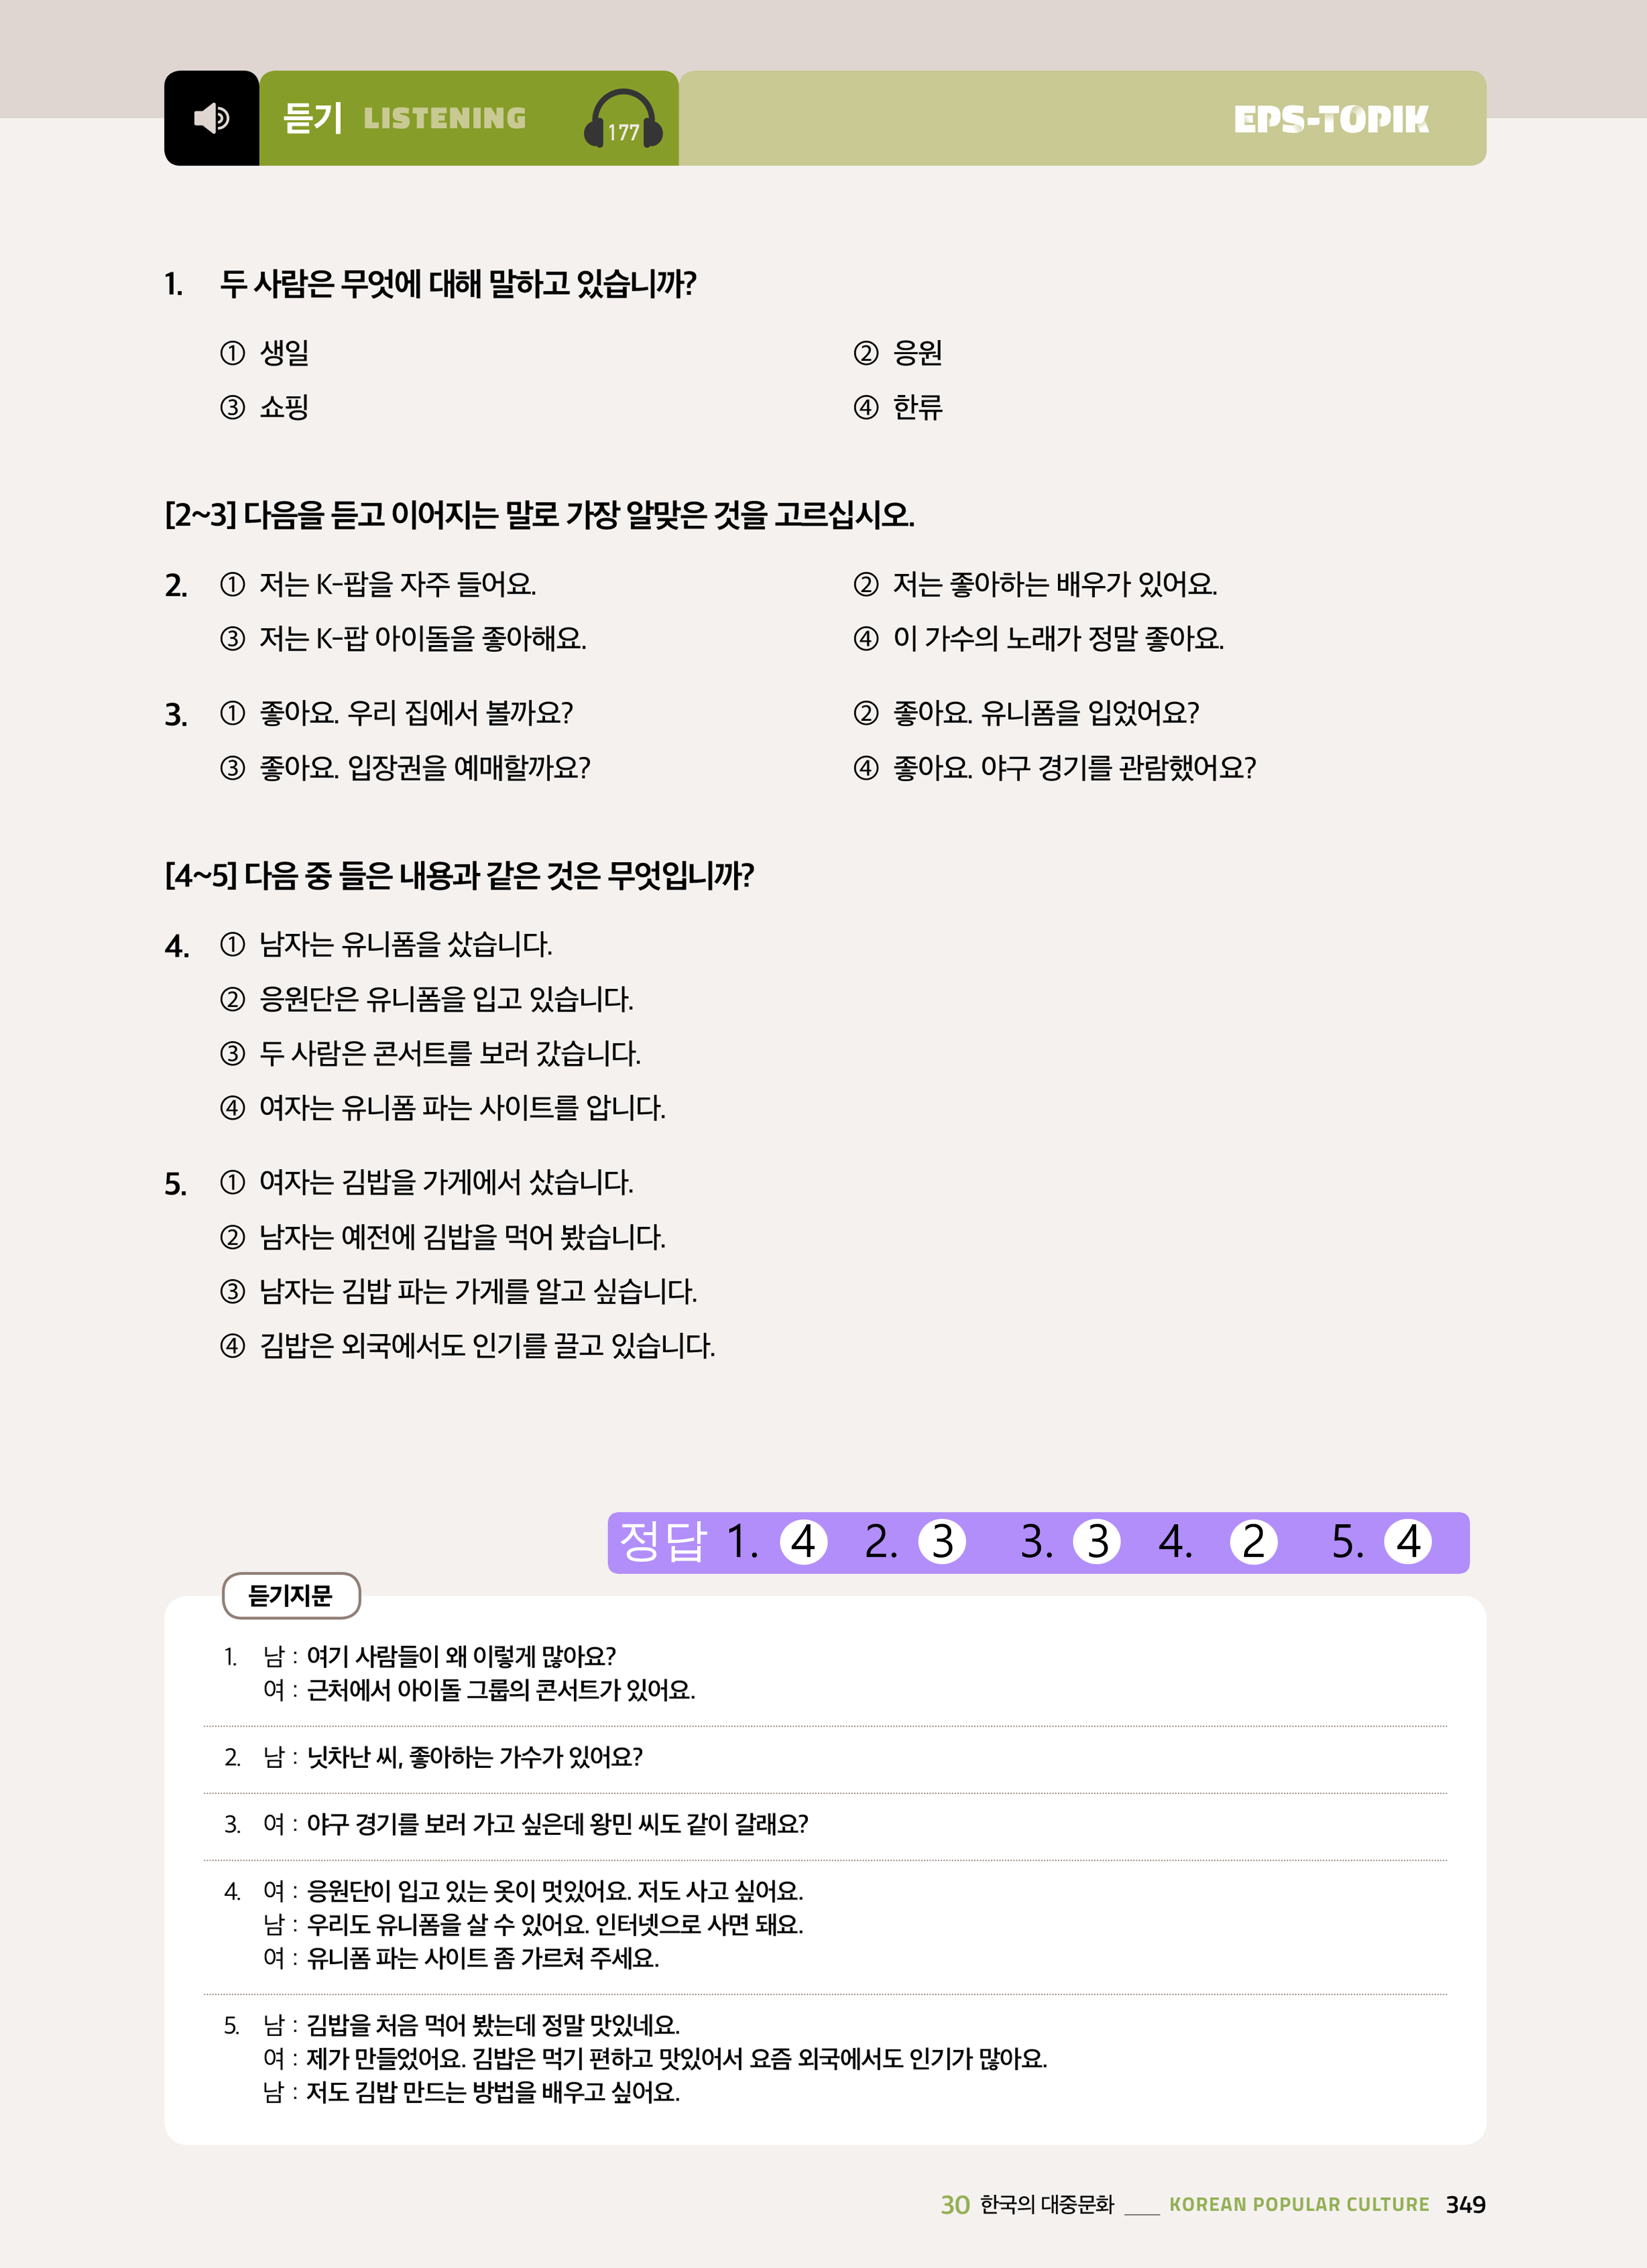 듣기 LISTENING 177 EPS-TOPIK
1. 두 사람은 무엇에 대해 말하고 있습니까?
① 생일 ② 응원
③ 쇼핑 ④ 한류
[2~3] 다음을 듣고 이어지는 말로 가장 알맞은 것을 고르십시오.
2. ① 저는 K-팝을 자주 들어요. ② 저는 좋아하는 배우가 있어요.
③ 저는 K-팝 아이돌을 좋아해요. ④ 이 가수의 노래가 정말 좋아요.
3. ① 좋아요. 우리 집에서 볼까요? ② 좋아요. 유니폼을 입었어요?
③ 좋아요. 입장권을 예매할까요? ④ 좋아요. 야구 경기를 관람했어요?
[4~5] 다음 중 들은 내용과 같은 것은 무엇입니까?
4. ① 남자는 유니폼을 샀습니다.
② 응원단은 유니폼을 입고 있습니다.
③ 두 사람은 콘서트를 보러 갔습니다.
④ 여자는 유니폼 파는 사이트를 압니다.
5. ① 여자는 김밥을 가게에서 샀습니다.
② 남자는 예전에 김밥을 먹어 봤습니다.
③ 남자는 김밥 파는 가게를 알고 싶습니다.
④ 김밥은 외국에서도 인기를 끌고 있습니다.
정답 1. 4 2. 3 3. 3 4. 2 5. 4
듣기지문
1. 남 : 여기 사람들이 왜 이렇게 많아요?
여 : 근처에서 아이돌 그룹의 콘서트가 있어요.
2. 남 : 닛차난 씨, 좋아하는 가수가 있어요?
3. 여 : 야구 경기를 보러 가고 싶은데 왕민 씨도 같이 갈래요?
4. 여 : 응원단이 입고 있는 옷이 멋있어요. 저도 사고 싶어요.
남 : 우리도 유니폼을 살 수 있어요. 인터넷으로 사면 돼요.
여 : 유니폼 파는 사이트 좀 가르쳐 주세요.
5. 남 : 김밥을 처음 먹어 봤는데 정말 맛있네요.
여 : 제가 만들었어요. 김밥은 먹기 편하고 맛있어서 요즘 외국에서도 인기가 많아요.
남 : 저도 김밥 만드는 방법을 배우고 싶어요.
30 한국의 대중문화 ___ KOREAN POPULAR CULTURE 349